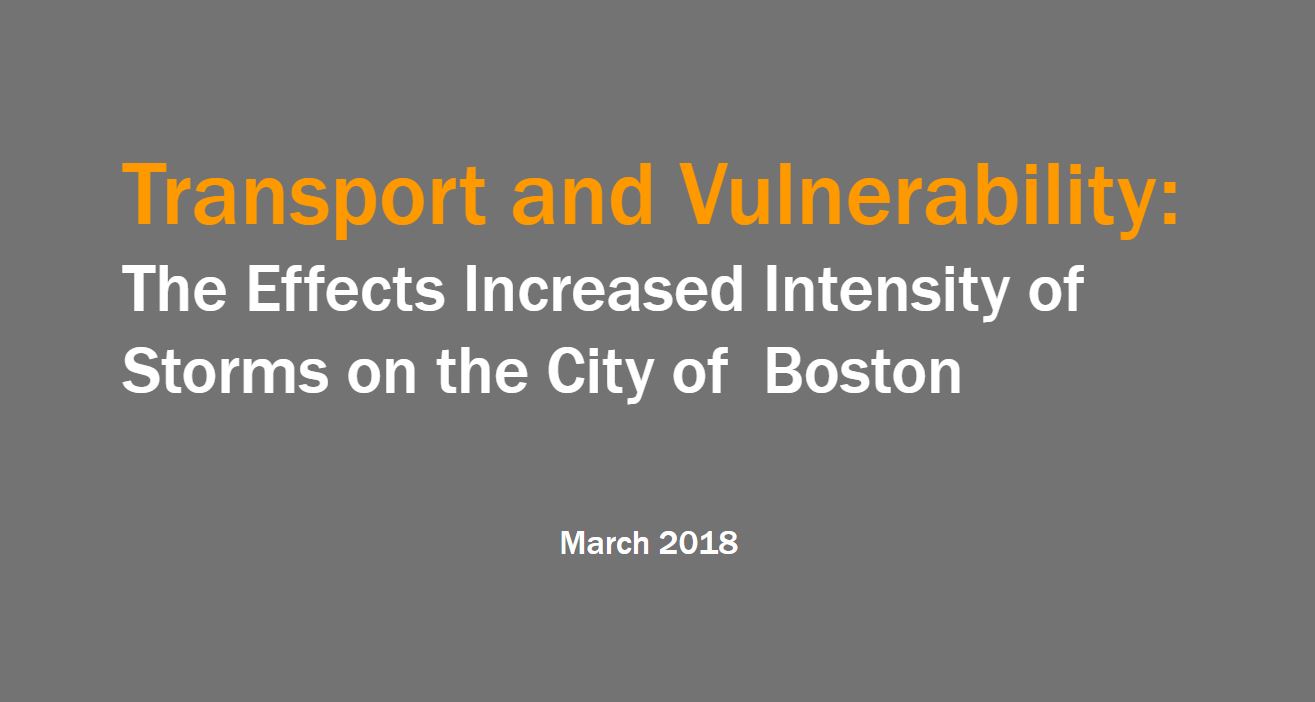 Transport and Vulnerability:
The Effects Increased Intensity of
Storms on the City of  Boston
March 2018